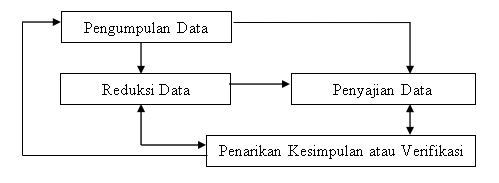 Pengumpulan Data
Reduksi Data
Penyajian Data
Penarikan Kesimpulan atau Verifikasi